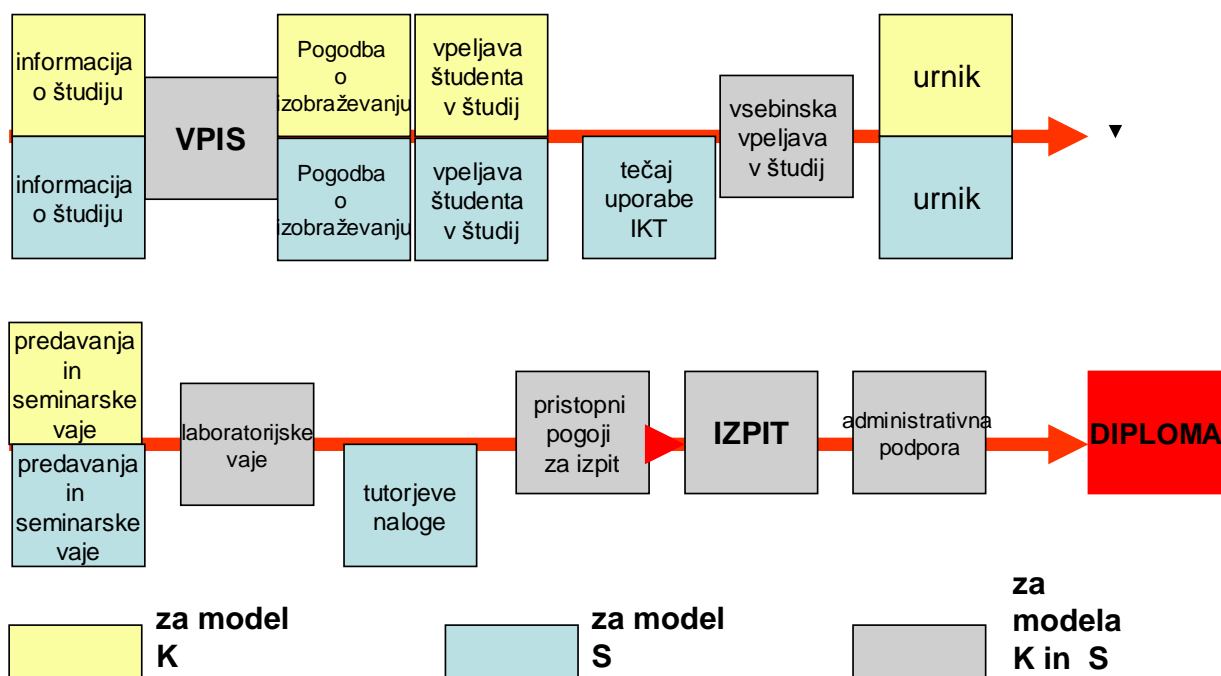 informacija
o študiju
VPIS
Pogodba
o
izobraževanju
vpeljava
študenta
v študij
vsebinska
vpeljava
v študij
urnik
informacija
o študiju
Pogodba
o
izobraževanju
vpeljava
študenta
v študij
tečaj
uporabe
IKT
urnik
predavanja
in
seminarske
vaje
laboratorijske
vaje
pristopni
pogoji
za izpit
IZPIT
administrativna
podpora
DIPLOMA
predavanja
in
seminarske
vaje
tutorjeve
naloge
za model
K
za model
S
za
modela
K in S